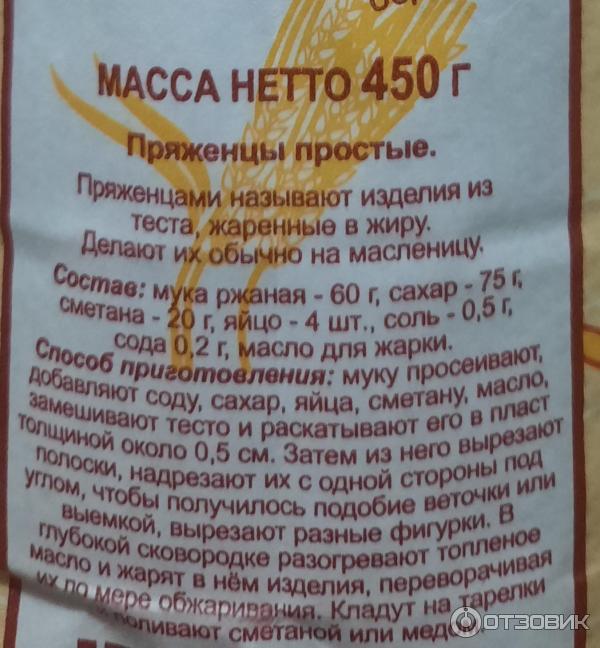 МАССА НЕТТО 450 Г
Пряженцы простые.
Пряженцами называют изделия из
теста, жаренные в жиру.
Делают их обычно на масленицу.
Состав: мука ржаная - 60 г, сахар - 75 г,
сметана - 20 г, яйцо - 4 шт., соль - 0,5 г,
сода 0,2 г, масло для жарки.
Способ приготовления: муку просеивают,
добавляют соду, сахар, яйца, сметану, масло,
замешивают тесто и раскатывают его в пласт
толщиной около 0,5 см. Затем из него вырезают
полоски, надрезают их с одной стороны под
углом, чтобы получилось подобие веточки или
выемкой, вырезают разные фигурки. В
глубокой сковородке разогревают топленое
масло и жарят в нём изделия, переворачивая
их по мере обжаривания. Кладут на тарелки
поливают сметаной или медом.
ОТЗОВИК